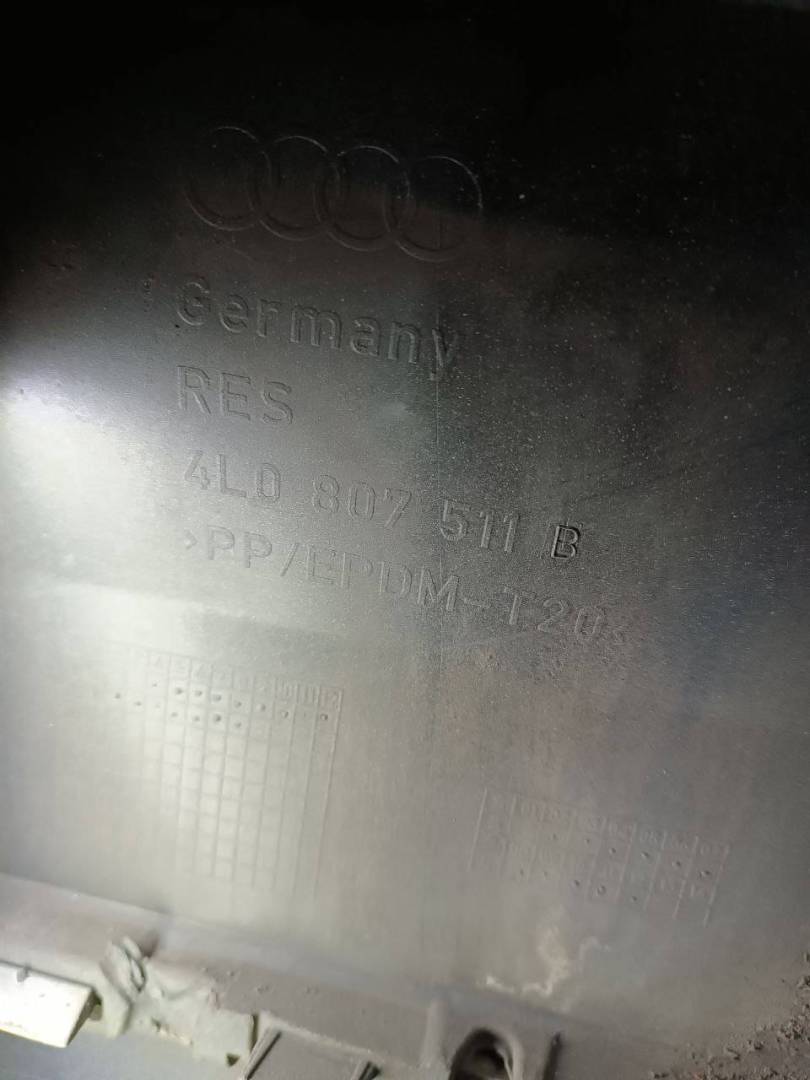 Germany
RES
4L0 807 511 B
>PP/EPDM-T20<